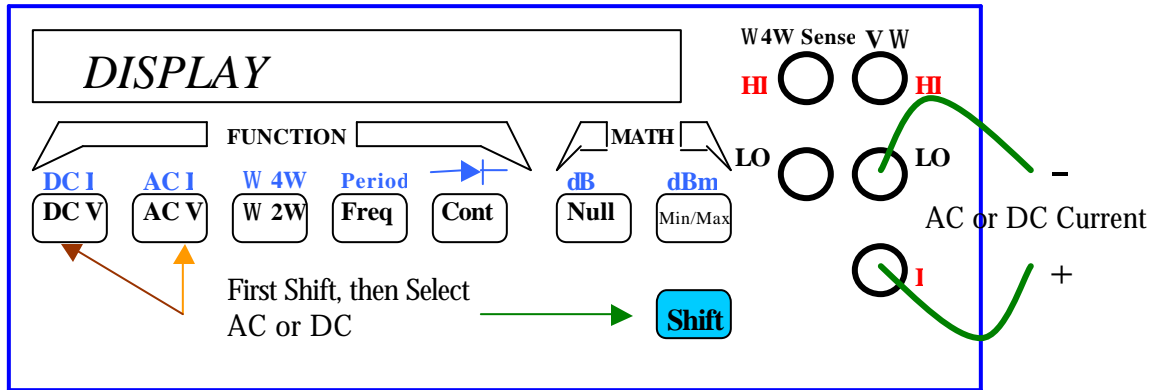 W4W Sense VW
DISPLAY
HI HI
FUNCTION MATH
LO LO
DC I AC I W 4W Period dB dBm
DC V AC V W 2W Freq Cont Null Min/Max
-
AC or DC Current
I +
First Shift, then Select
AC or DC
Shift